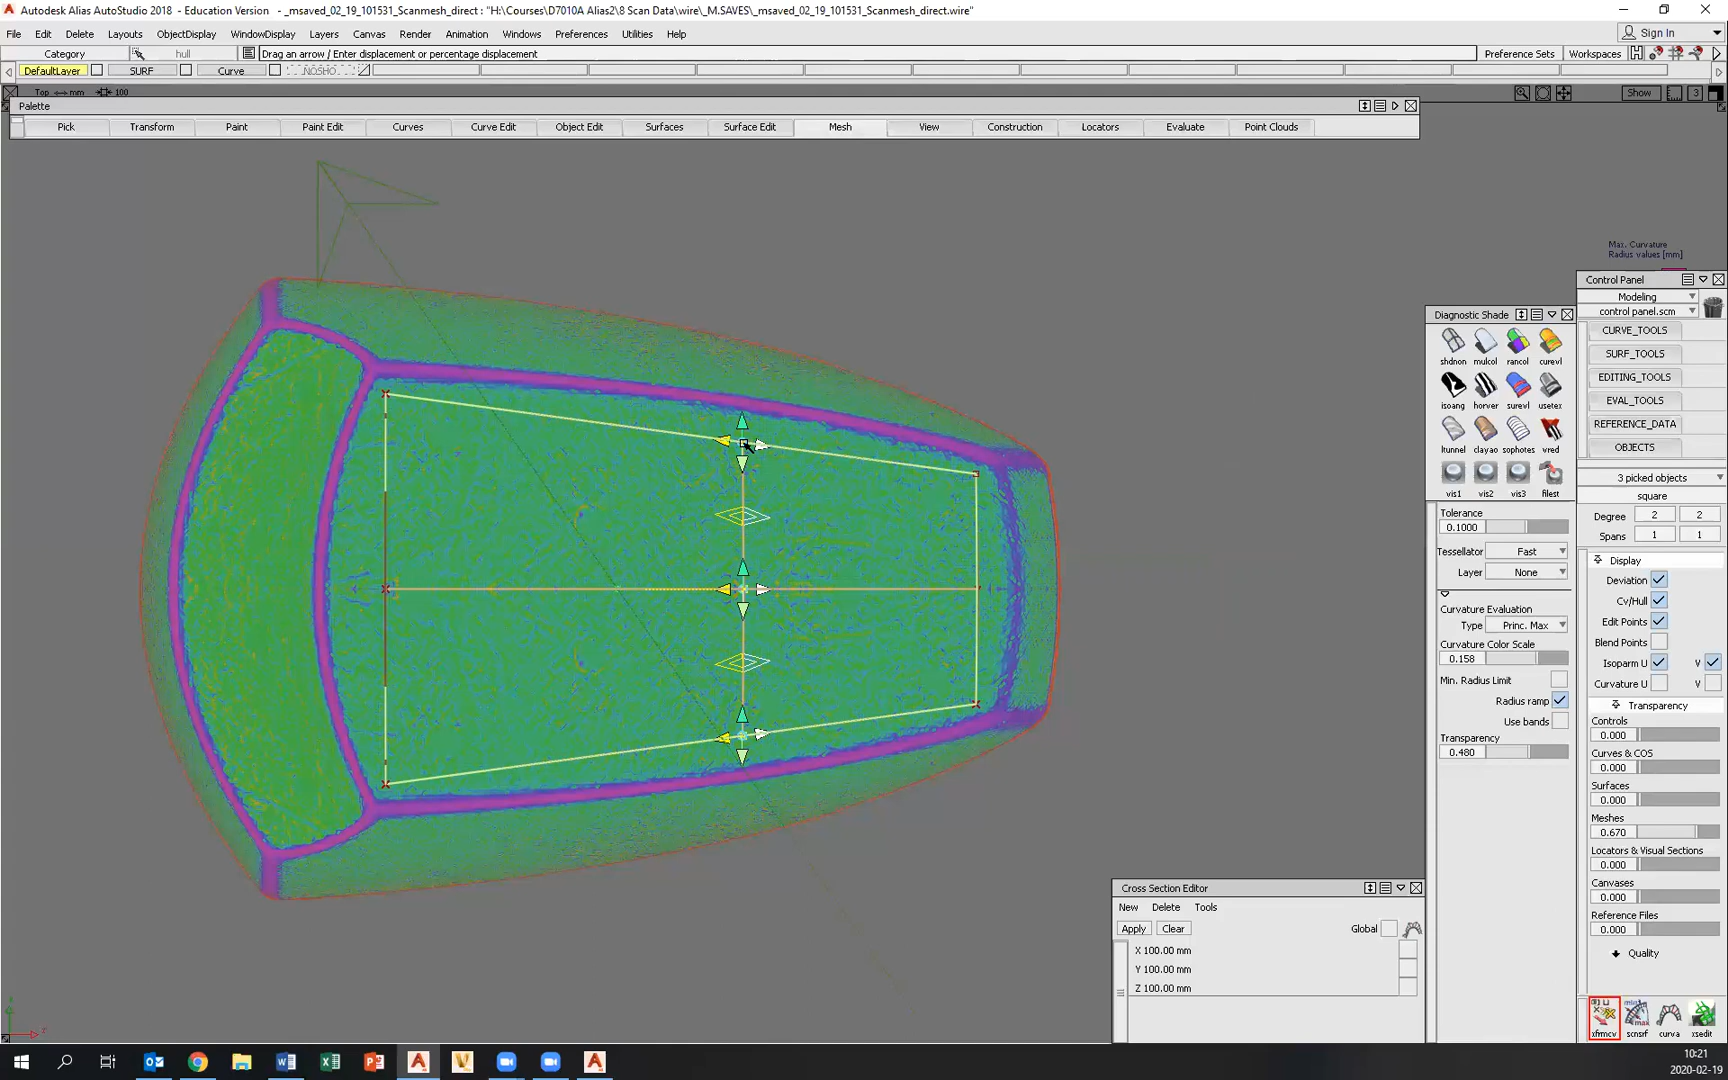 Autodesk Alias AutoStudio 2018 - Education Version - _msaved_02_19_101531_Scanmesh_direct : "H:\Courses\D7010A Alias2\8 Scan Data\wire\_M.SAVES\_msaved_02_19_101531_Scanmesh_direct.wire"
File Edit Delete Layouts ObjectDisplay WindowDisplay Layers Canvas Render Animation Windows Preferences Utilities Help
Sign In
Category hull Drag an arrow / Enter displacement or percentage displacement Preference Sets Workspaces
DefaultLayer SURF Curve NOSHO
Top mm 100 Show 3
Palette
Pick Transform Paint Paint Edit Curves Curve Edit Object Edit Surfaces Surface Edit Mesh View Construction Locators Evaluate Point Clouds
Max. Curvature
Radius values [mm]
Control Panel
Modeling
control panel.scm
CURVE_TOOLS
SURF_TOOLS
EDITING_TOOLS
EVAL_TOOLS
REFERENCE_DATA
OBJECTS
3 picked objects
square
Degree 2 2
Spans 1 1
Display
Deviation
Cv/Hull
Edit Points
Blend Points
Isoparm U V
Curvature U V
Transparency
Controls
0.000
Curves & COS
0.000
Surfaces
0.000
Meshes
0.670
Locators & Visual Sections
0.000
Canvases
0.000
Reference Files
0.000
Quality
xfrmcv scnsrf curva xsedit
Diagnostic Shade
shdnon mulcol rancol curevl
isoang horver surevl usetex
ltunnel clayao sophotes vred
vis1 vis2 vis3 filest
Tolerance
0.1000
Tessellator Fast
Layer None
Curvature Evaluation
Type Princ. Max
Curvature Color Scale
0.158
Min. Radius Limit
Radius ramp
Use bands
Transparency
0.480
Cross Section Editor
New Delete Tools
Apply Clear Global
X 100.00 mm
Y 100.00 mm
Z 100.00 mm
10:21
2020-02-19